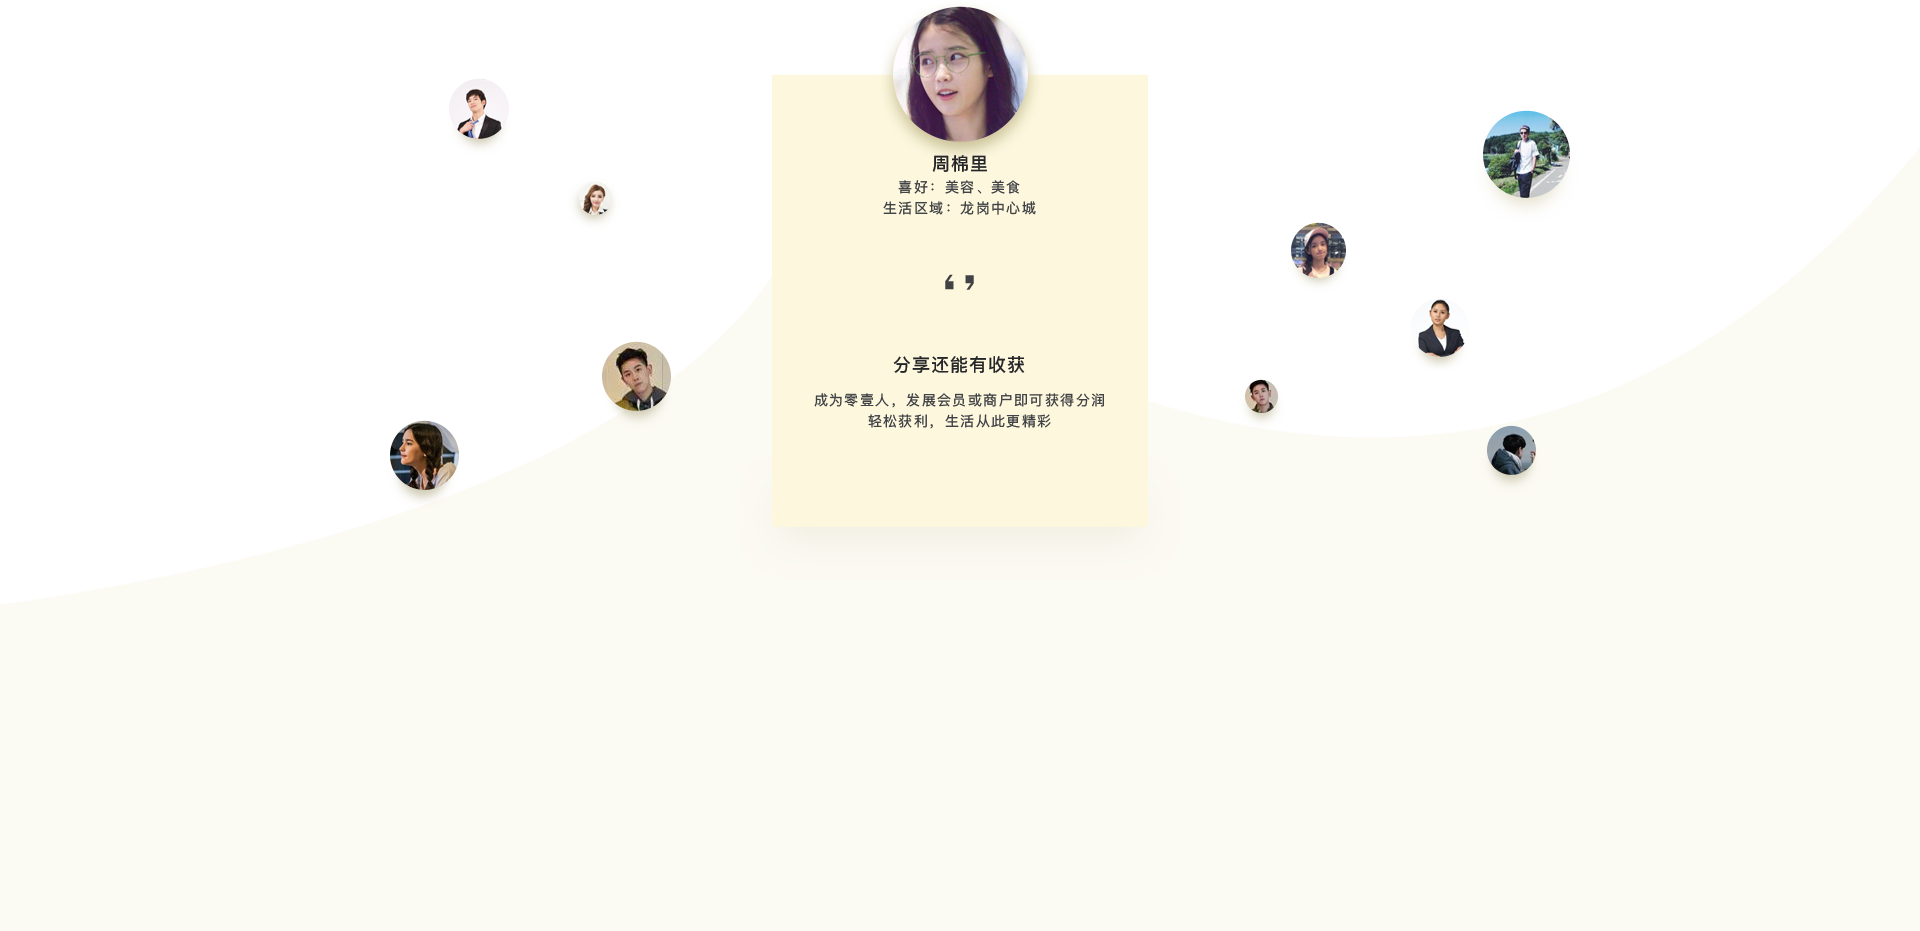 周棉里
喜好：美容、美食
生活区域：龙岗中心城
“ ”
分享还能有收获
成为零壹人，发展会员或商户即可获得分润
轻松获利，生活从此更精彩